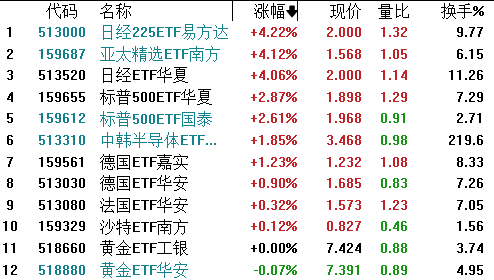 代码 名称 涨幅 现价 量比 换手%
1 513000 日经225ETF易方达 +4.22% 2.000 1.32 9.77
2 159687 亚太精选ETF南方 +4.12% 1.568 1.05 6.15
3 513520 日经ETF华夏 +4.06% 2.000 1.14 11.26
4 159655 标普500ETF华夏 +2.87% 1.898 1.29 7.29
5 159612 标普500ETF国泰 +2.61% 1.968 0.91 2.71
6 513310 中韩半导体ETF... +1.85% 3.468 0.98 219.6
7 159561 德国ETF嘉实 +1.23% 1.232 1.08 8.33
8 513030 德国ETF华安 +0.90% 1.685 0.83 7.26
9 513080 法国ETF华安 +0.32% 1.573 1.23 7.05
10 159329 沙特ETF南方 +0.12% 0.827 0.46 1.56
11 518660 黄金ETF工银 +0.00% 7.424 0.88 3.74
12 518880 黄金ETF华安 -0.07% 7.391 0.89 4.95